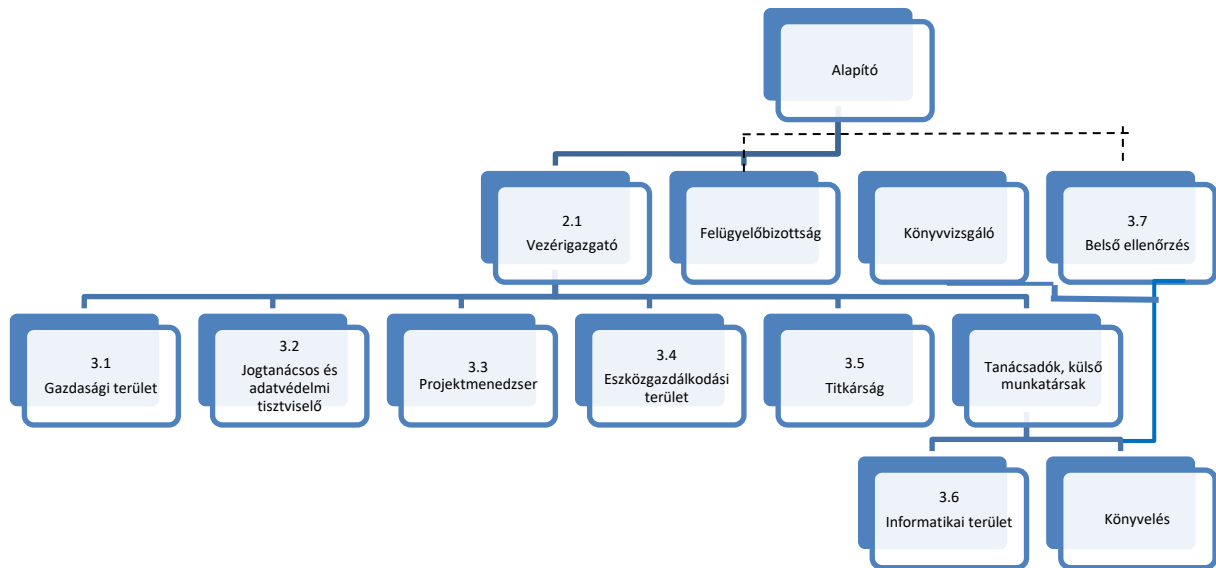 Alapító
2.1
Vezérigazgató
Felügyelőbizottság
Könyvvizsgáló
3.7
Belső ellenőrzés
3.1
Gazdasági terület
3.2
Jogtanácsos és
adatvédelmi
tisztviselő
3.3
Projektmenedzser
3.4
Eszközgazdálkodási
terület
3.5
Titkárság
Tanácsadók, külső
munkatársak
3.6
Informatikai terület
Könyvelés